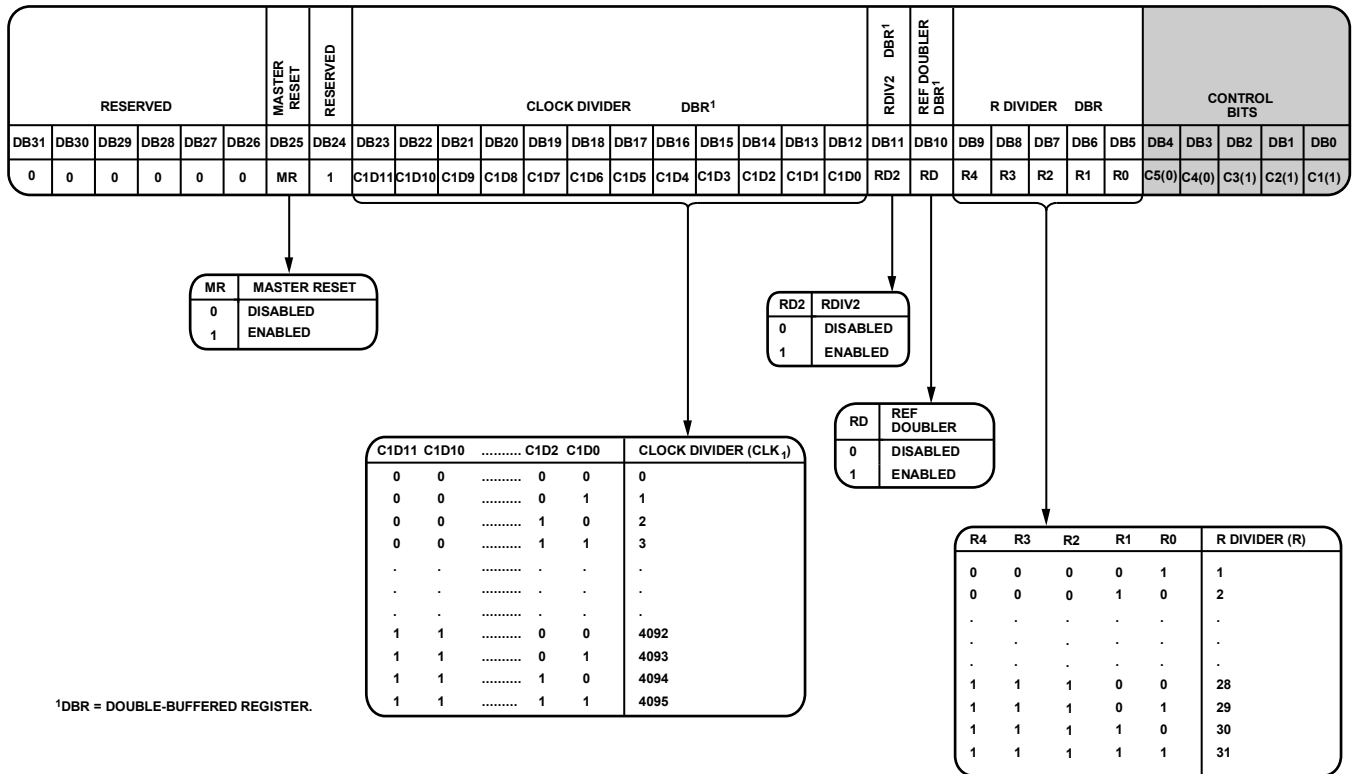 RESERVED MASTER RESET RESERVED CLOCK DIVIDER DBR1 RDIV2 DBR1 REF DOUBLER DBR1 R DIVIDER DBR CONTROL BITS
DB31 DB30 DB29 DB28 DB27 DB26 DB25 DB24 DB23 DB22 DB21 DB20 DB19 DB18 DB17 DB16 DB15 DB14 DB13 DB12 DB11 DB10 DB9 DB8 DB7 DB6 DB5 DB4 DB3 DB2 DB1 DB0
0 0 0 0 0 0 MR 1 C1D11 C1D10 C1D9 C1D8 C1D7 C1D6 C1D5 C1D4 C1D3 C1D2 C1D1 C1D0 RD2 RD R4 R3 R2 R1 R0 C5(0) C4(0) C3(1) C2(1) C1(1)
MR MASTER RESET
0 DISABLED
1 ENABLED
RD2 RDIV2
0 DISABLED
1 ENABLED
RD REF DOUBLER
0 DISABLED
1 ENABLED
C1D11 C1D10 .......... C1D2 C1D0 CLOCK DIVIDER (CLK1)
0 0 .......... 0 0 0
0 0 .......... 0 1 1
0 0 .......... 1 0 2
0 0 .......... 1 1 3
. . .......... . . .
. . .......... . . .
. . .......... . . .
1 1 .......... 0 0 4092
1 1 .......... 0 1 4093
1 1 .......... 1 0 4094
1 1 ......... 1 1 4095
R4 R3 R2 R1 R0 R DIVIDER (R)
0 0 0 0 1 1
0 0 0 1 0 2
. . . . . .
. . . . . .
. . . . . .
1 1 1 0 0 28
1 1 1 0 1 29
1 1 1 1 0 30
1 1 1 1 1 31
1DBR = DOUBLE-BUFFERED REGISTER.